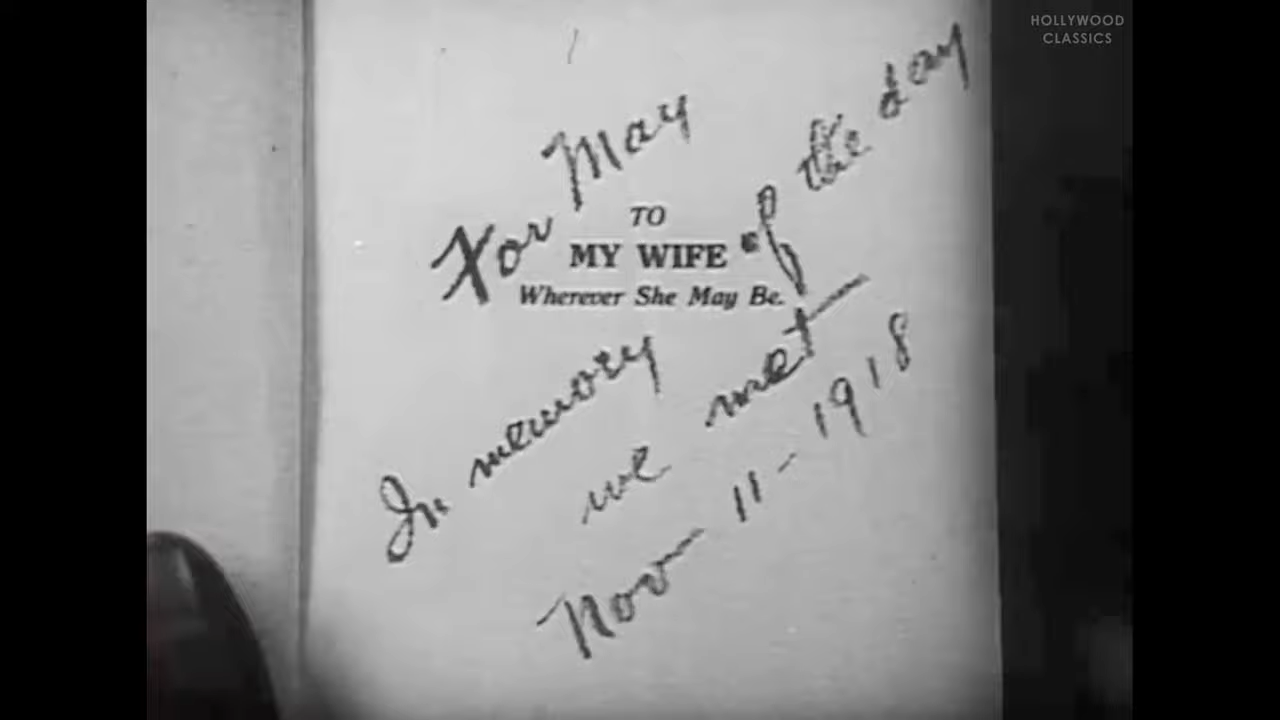 HOLLYWOOD
CLASSICS
For May
TO
MY WIFE
Wherever She May Be.
In memory of the day
we met
Nov 11-1918